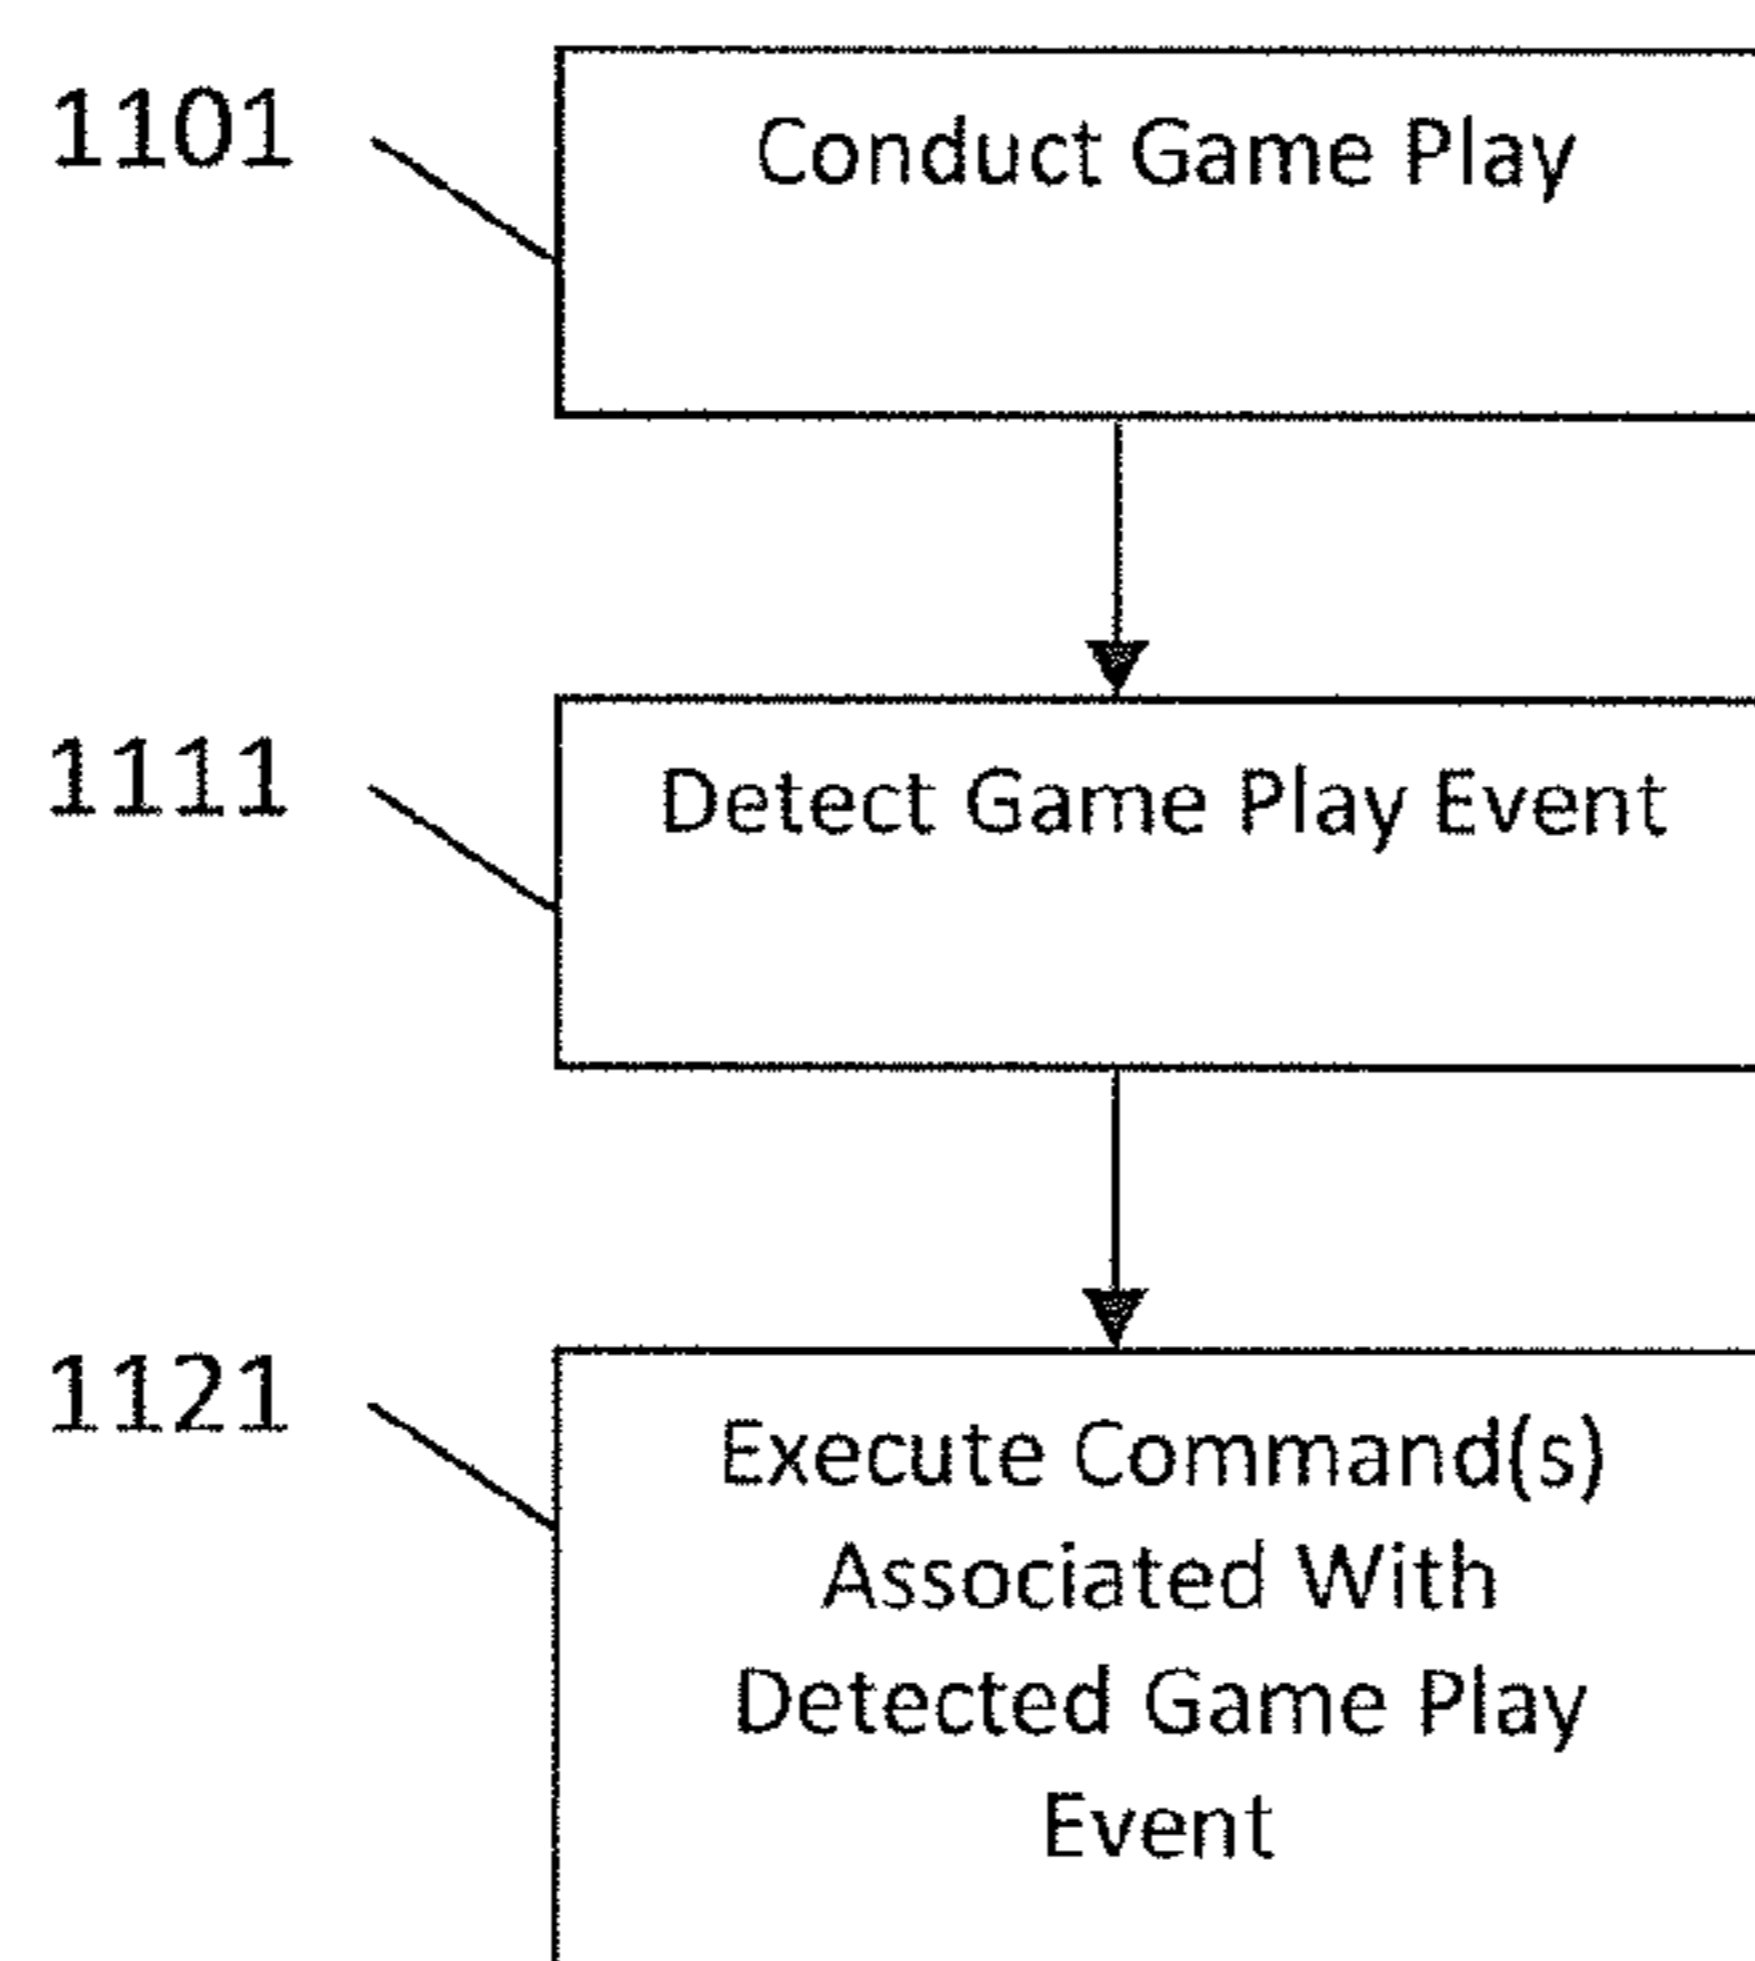 1101
Conduct Game Play
1111
Detect Game Play Event
1121
Execute Command(s)
Associated With
Detected Game Play
Event